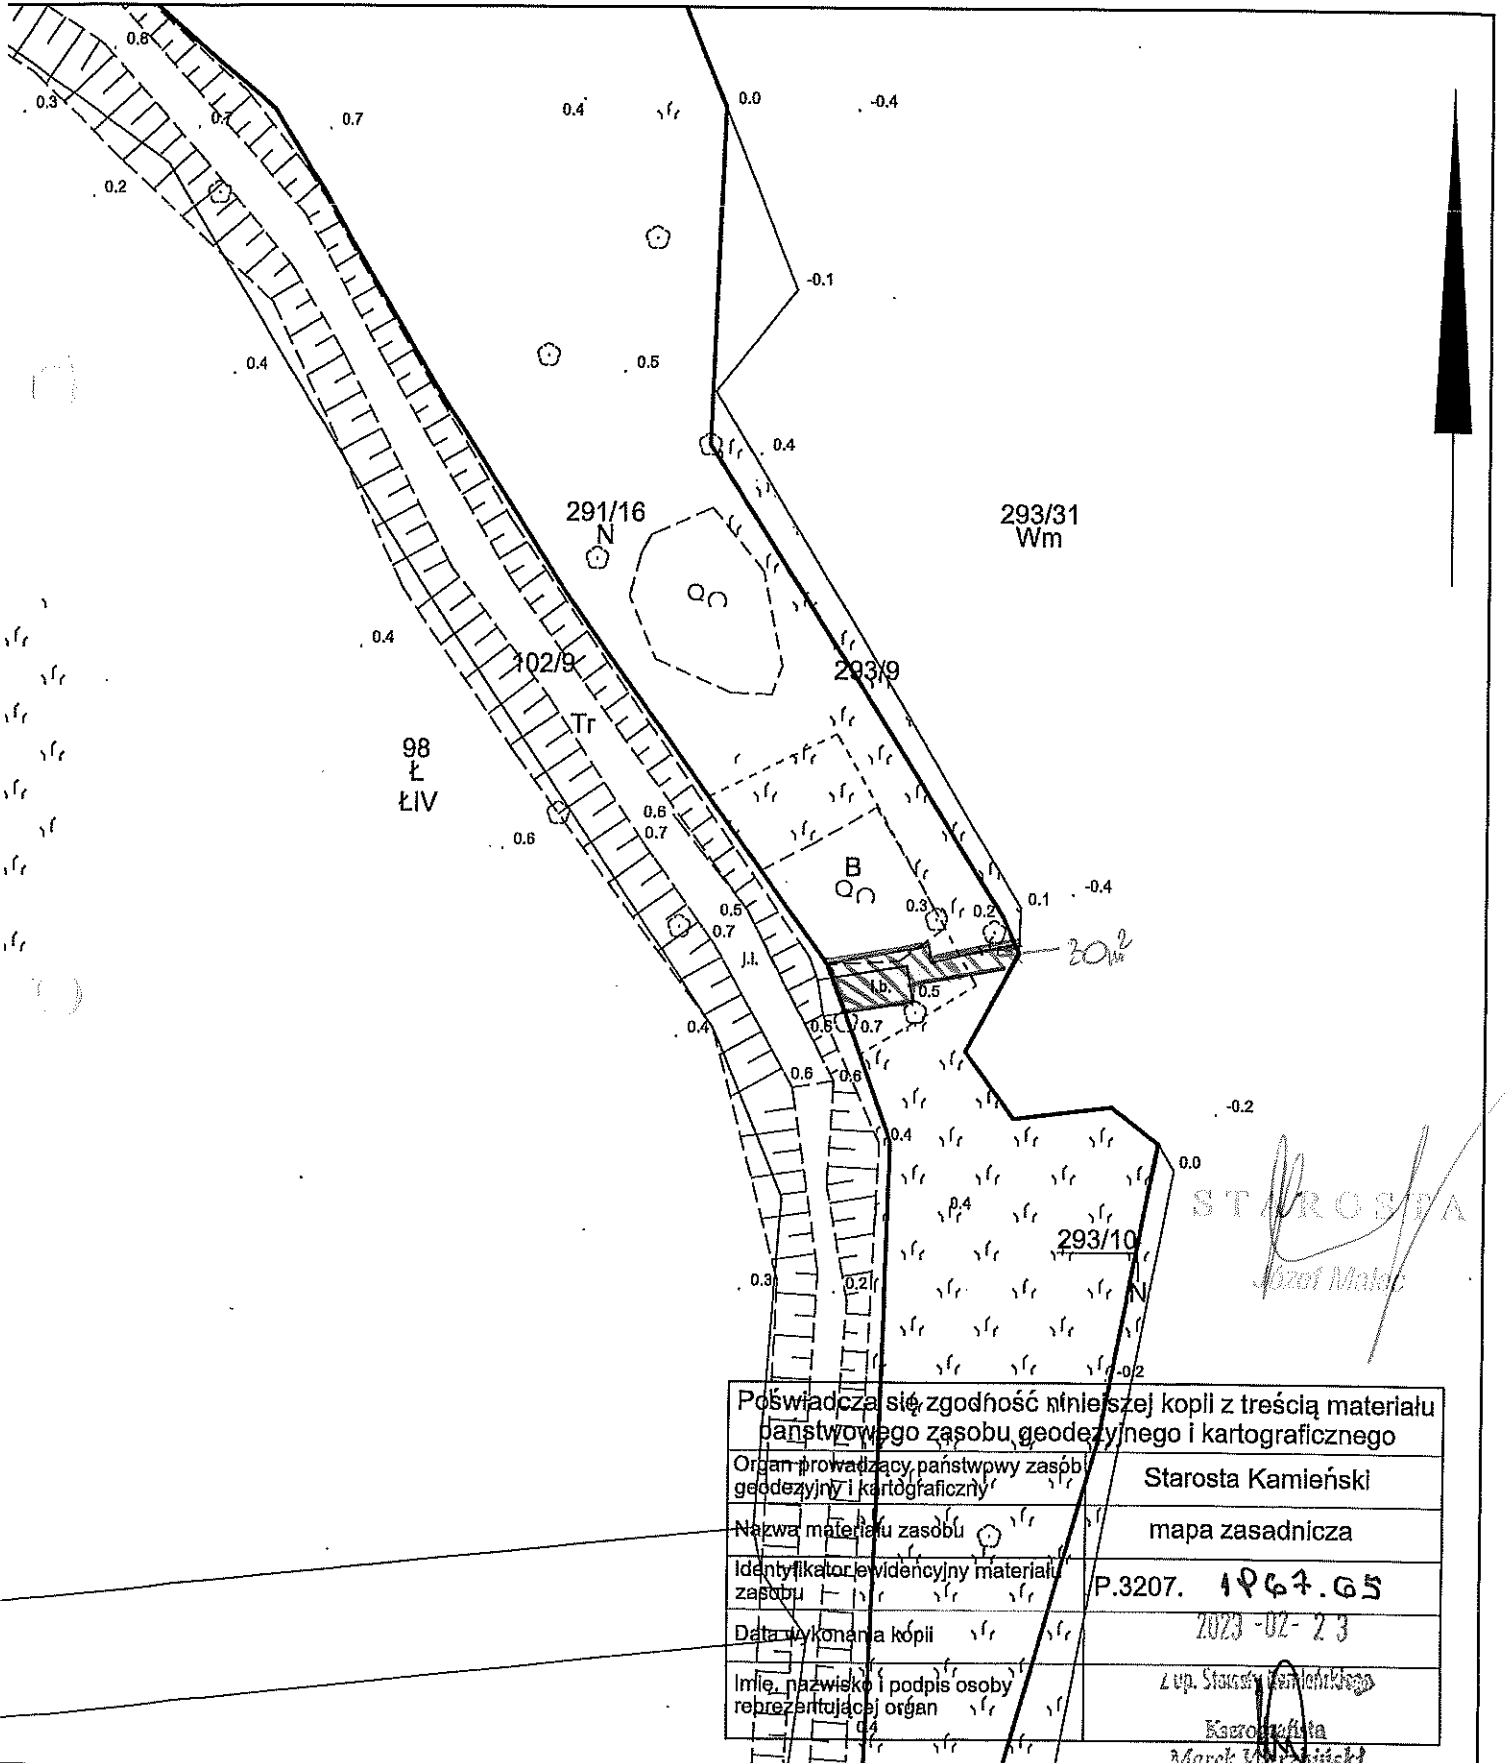 0.6
0.3
0.7
0.7
0.4
0.0
-0.4
0.2
-0.1
0.4
0.5
0.4
291/16
N
293/31
Wm
0.4
102/9
293/9
Tr
98
Ł
ŁIV
0.6
0.7
0.6
B
0.3
0.2
0.1
-0.4
0.5
0.7
j.l.
30m²
l.b.
0.5
0.4
0.6
0.7
0.6
0.6
-0.2
0.4
0.0
STAROSTA
0.4
293/10
Józef Malec
0.3
0.2
N
-0.2
Poświadcza się zgodność niniejszej kopii z treścią materiału
państwowego zasobu geodezyjnego i kartograficznego
Organ prowadzący państwowy zasób
geodezyjny i kartograficzny
Starosta Kamieński
Nazwa materiału zasobu
mapa zasadnicza
Identyfikator ewidencyjny materiału
zasobu
P.3207.
Data wykonania kopii
2023 -02- 23
Imię, nazwisko i podpis osoby
reprezentującej organ
Z up. Starosty Kamieńskiego
0.4
Marek